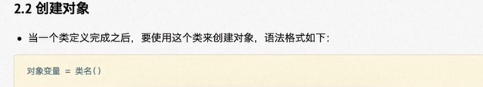 2.2 创建对象
• 当一个类定义完成之后，要使用这个类来创建对象，语法格式如下：
对象变量 = 类名()